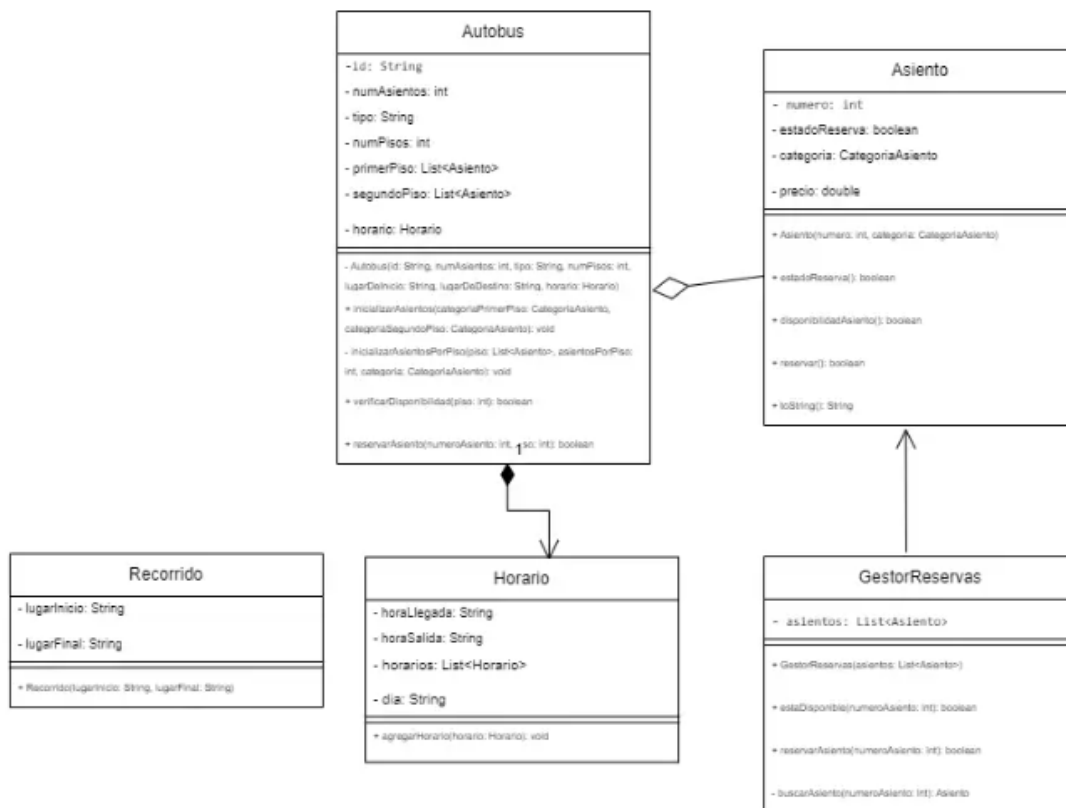 Autobus
-id: String
- numAsientos: int
- tipo: String
- numPisos: int
- primerPiso: List<Asiento>
- segundoPiso: List<Asiento>
- horario: Horario
- Autobus(id: String, numAsientos: int, tipo: String, numPisos: int,
lugarDeInicio: String, lugarDeDestino: String, horario: Horario)
+ inicializarAsientos(categoriaPrimerPiso: CategoriaAsiento,
categoriaSegundoPiso: CategoriaAsiento): void
- inicializarAsientosPorPiso(piso: List<Asiento>, asientosPorPiso:
int, categoria: CategoriaAsiento): void
+ verificarDisponibilidad(piso: int): boolean
+ reservarAsiento(numeroAsiento: int, so: int): boolean
1
Asiento
- numero: int
- estadoReserva: boolean
- categoria: CategoriaAsiento
- precio: double
+ Asiento(numero: int, categoria: CategoriaAsiento)
+ estadoReserva(): boolean
+ disponibilidadAsiento(): boolean
+ reservar(): boolean
+ toString(): String
Recorrido
- lugarInicio: String
- lugarFinal: String
+ Recorrido(lugarInicio: String, lugarFinal: String)
Horario
- horaLlegada: String
- horaSalida: String
- horarios: List<Horario>
- dia: String
+ agregarHorario(horario: Horario): void
GestorReservas
- asientos: List<Asiento>
+ GestorReservas(asientos: List<Asiento>)
+ estaDisponible(numeroAsiento: int): boolean
+ reservarAsiento(numeroAsiento: int): boolean
- buscarAsiento(numeroAsiento: int): Asiento